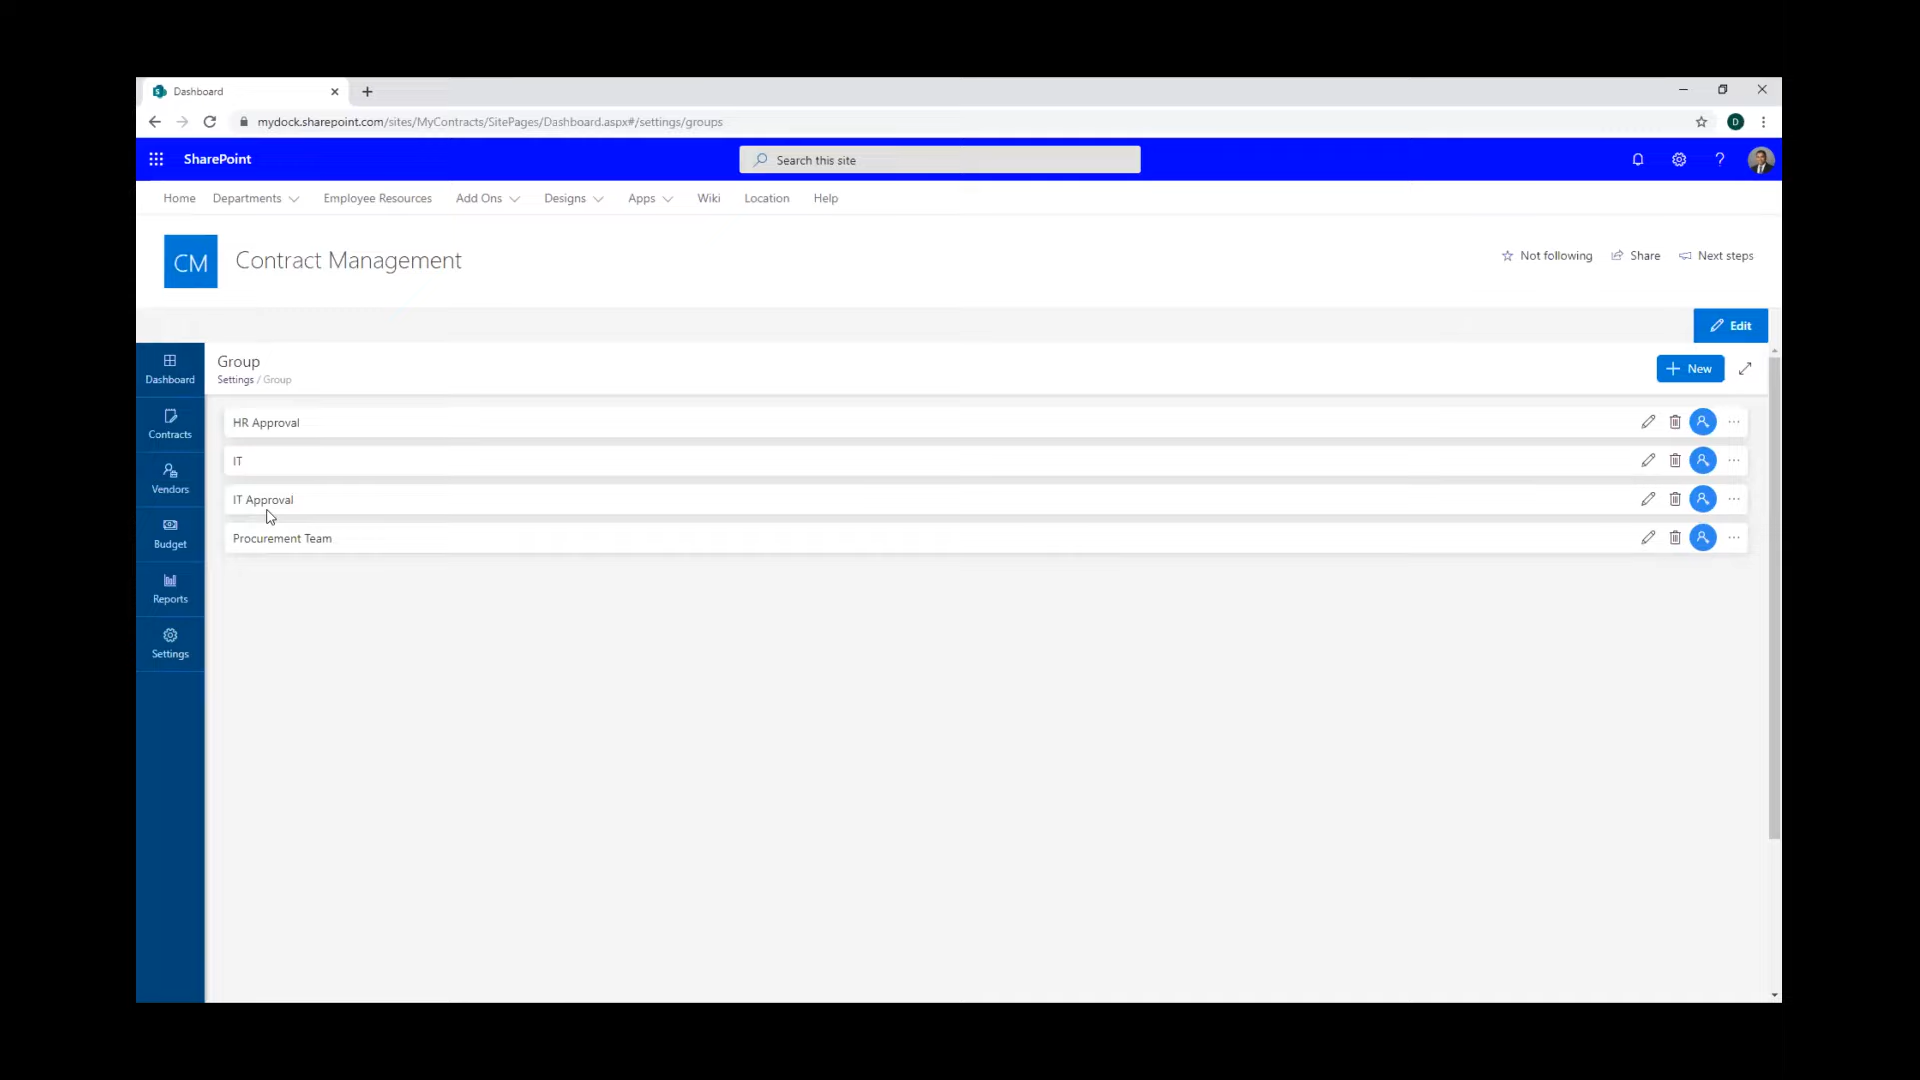 Dashboard
mydock.sharepoint.com/sites/MyContracts/SitePages/Dashboard.aspx#/settings/groups
D
SharePoint
Search this site
?
Home Departments Employee Resources Add Ons Designs Apps Wiki Location Help
CM
Contract Management
Not following Share Next steps
Edit
Dashboard
Contracts
Vendors
Budget
Reports
Settings
Group
Settings / Group
New
HR Approval
IT
IT Approval
Procurement Team